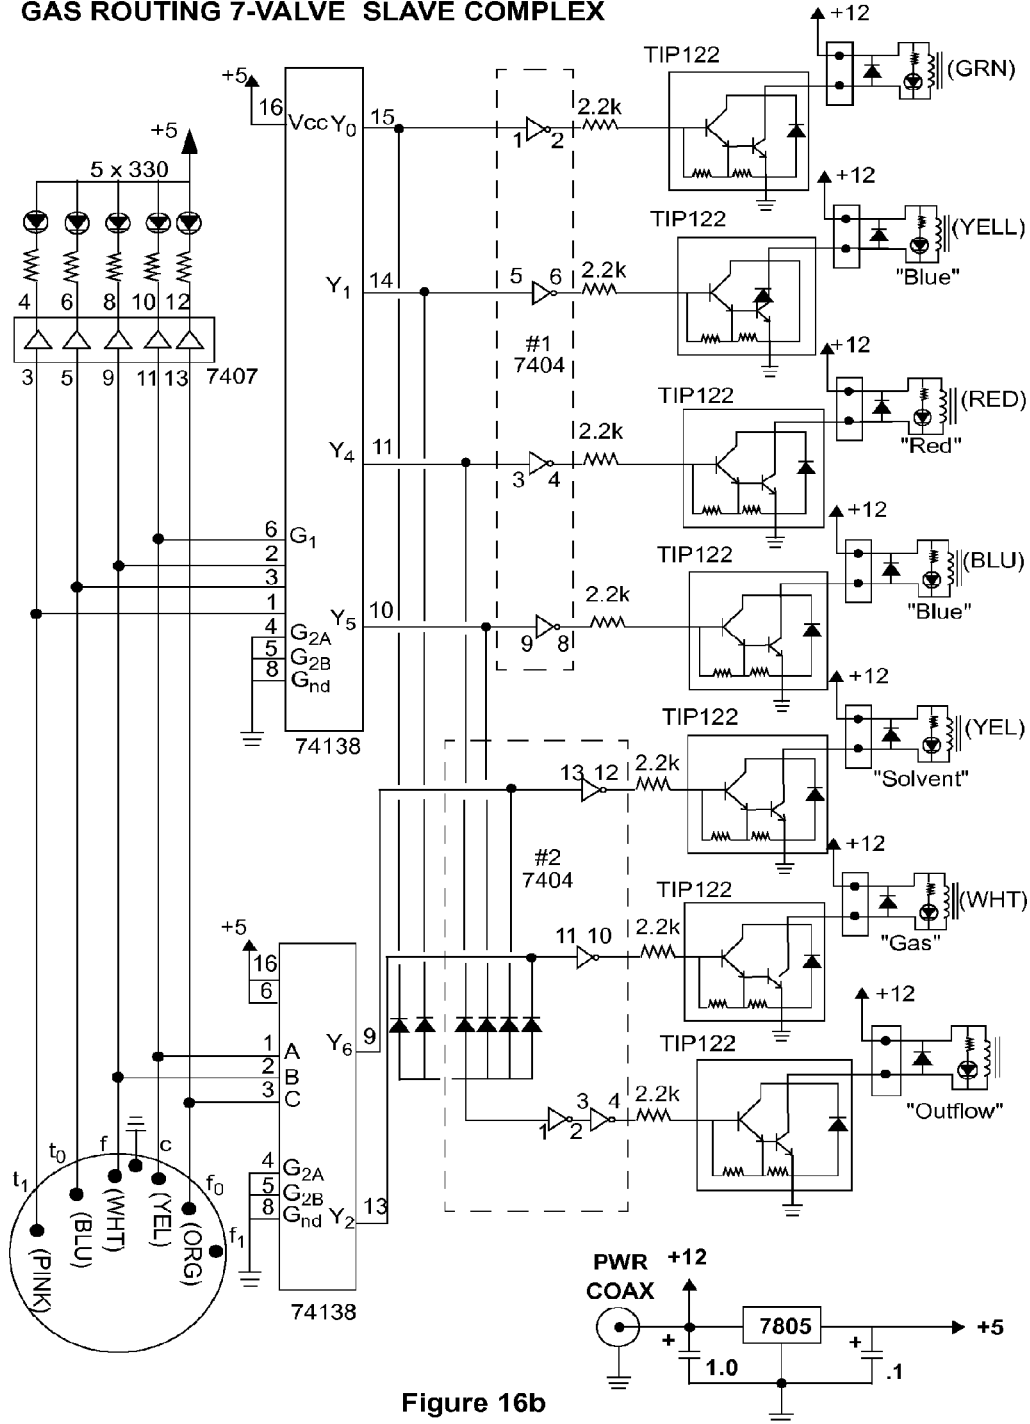 GAS ROUTING 7-VALVE SLAVE COMPLEX
+12
TIP122
(GRN)
+5
16
Vcc Y0
15
1
2
2.2k
+5
5 x 330
+12
TIP122
(YELL)
"Blue"
4
6
8
10
12
Y1
14
5
6
2.2k
#1
7404
3
5
9
11
13
7407
+12
TIP122
(RED)
"Red"
Y4
11
3
4
2.2k
+12
TIP122
(BLU)
"Blue"
6
G1
2
3
1
4
G2A
5
G2B
8
Gnd
Y5
10
9
8
2.2k
74138
+12
TIP122
(YEL)
"Solvent"
13
12
2.2k
#2
7404
+12
TIP122
(WHT)
"Gas"
11
10
2.2k
+5
16
6
1
A
2
B
3
C
Y6
9
+12
TIP122
"Outflow"
1
2
3
4
2.2k
4
G2A
5
G2B
8
Gnd
Y2
13
74138
t1
t0
f
c
f0
f1
(PINK)
(BLU)
(WHT)
(YEL)
(ORG)
PWR
COAX
+12
7805
+5
+
1.0
+
.1
Figure 16b